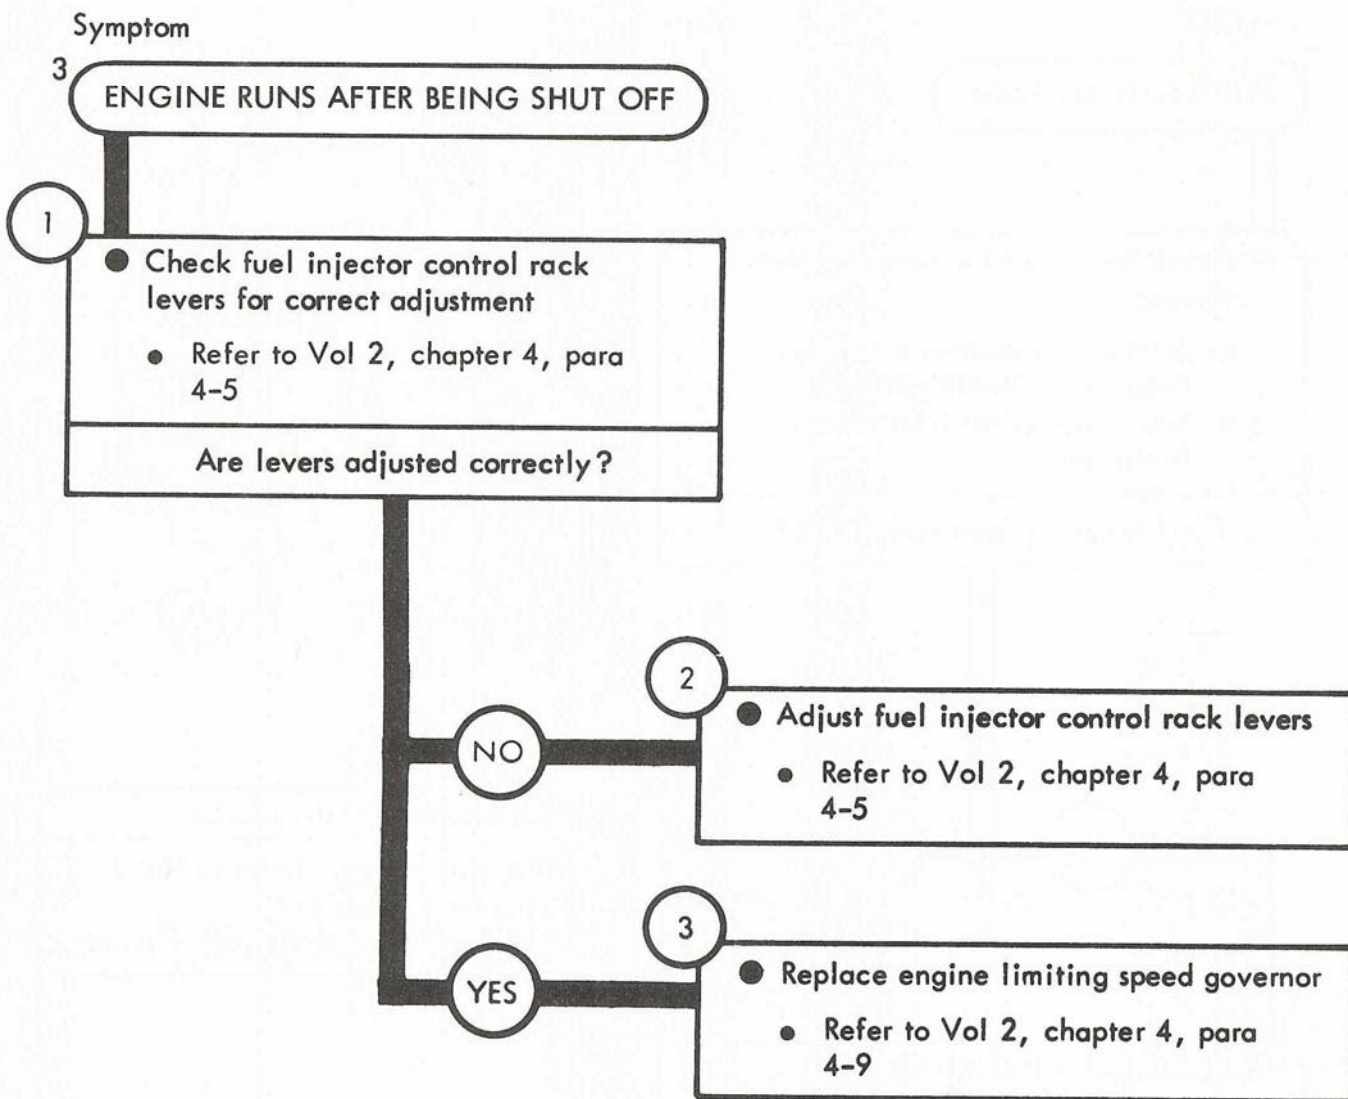 Symptom
3
ENGINE RUNS AFTER BEING SHUT OFF
1
● Check fuel injector control rack
levers for correct adjustment
● Refer to Vol 2, chapter 4, para
4-5
Are levers adjusted correctly?
2
NO
● Adjust fuel injector control rack levers
● Refer to Vol 2, chapter 4, para
4-5
3
YES
● Replace engine limiting speed governor
● Refer to Vol 2, chapter 4, para
4-9